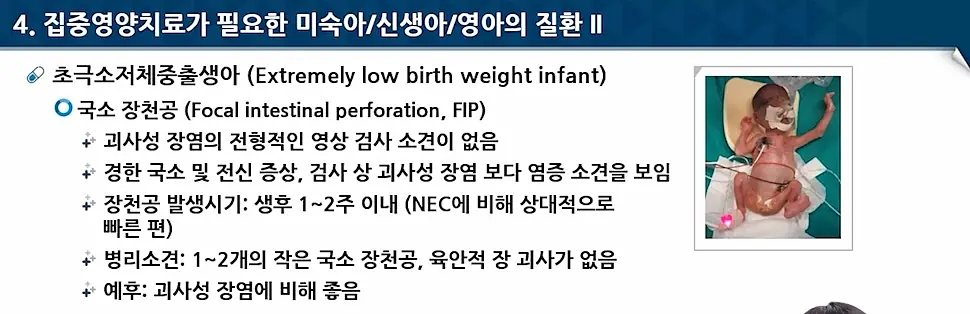 4. 집중영양치료가 필요한 미숙아/신생아/영아의 질환 II
초극소저체중출생아 (Extremely low birth weight infant)
국소 장천공 (Focal intestinal perforation, FIP)
괴사성 장염의 전형적인 영상 검사 소견이 없음
경한 국소 및 전신 증상, 검사 상 괴사성 장염 보다 염증 소견을 보임
장천공 발생시기: 생후 1~2주 이내 (NEC에 비해 상대적으로
빠른 편)
병리소견: 1~2개의 작은 국소 장천공, 육안적 장 괴사가 없음
예후: 괴사성 장염에 비해 좋음